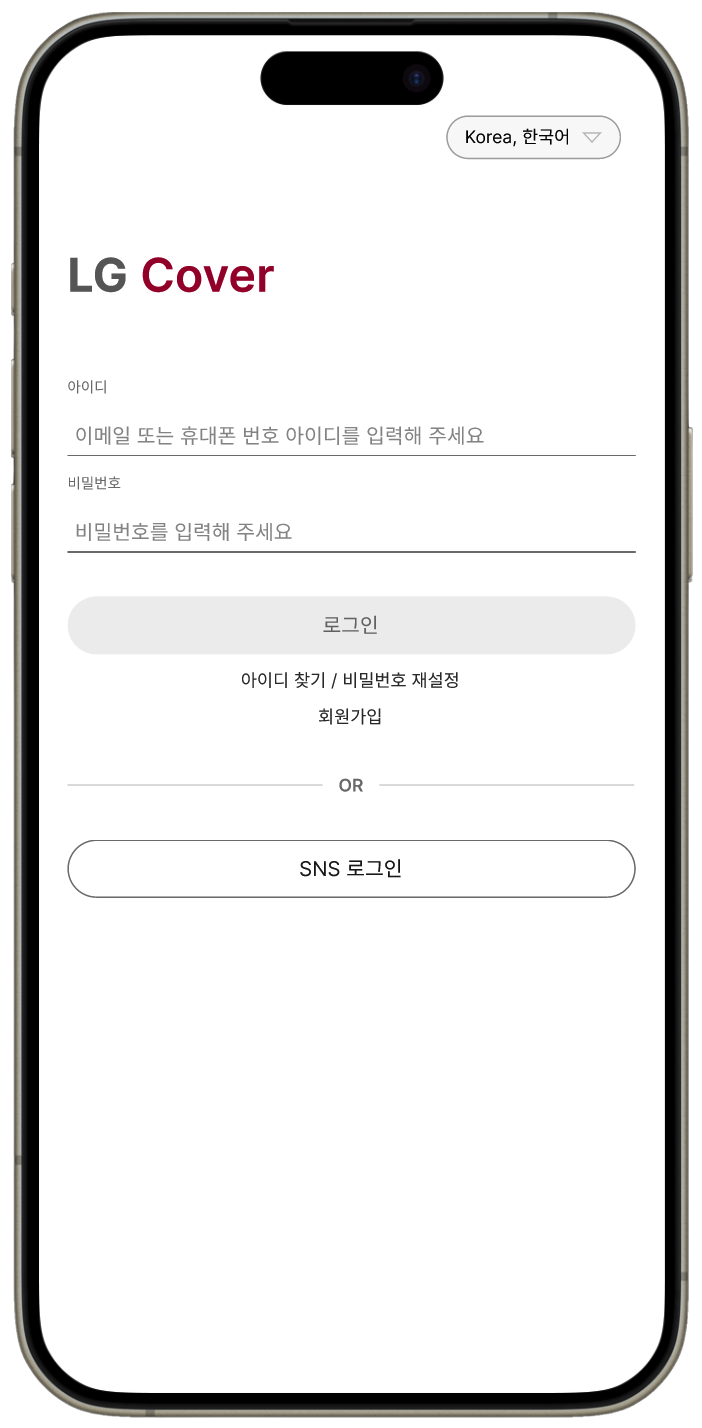 Korea, 한국어
LG Cover
아이디
이메일 또는 휴대폰 번호 아이디를 입력해 주세요
비밀번호
비밀번호를 입력해 주세요
로그인
아이디 찾기 / 비밀번호 재설정
회원가입
OR
SNS 로그인